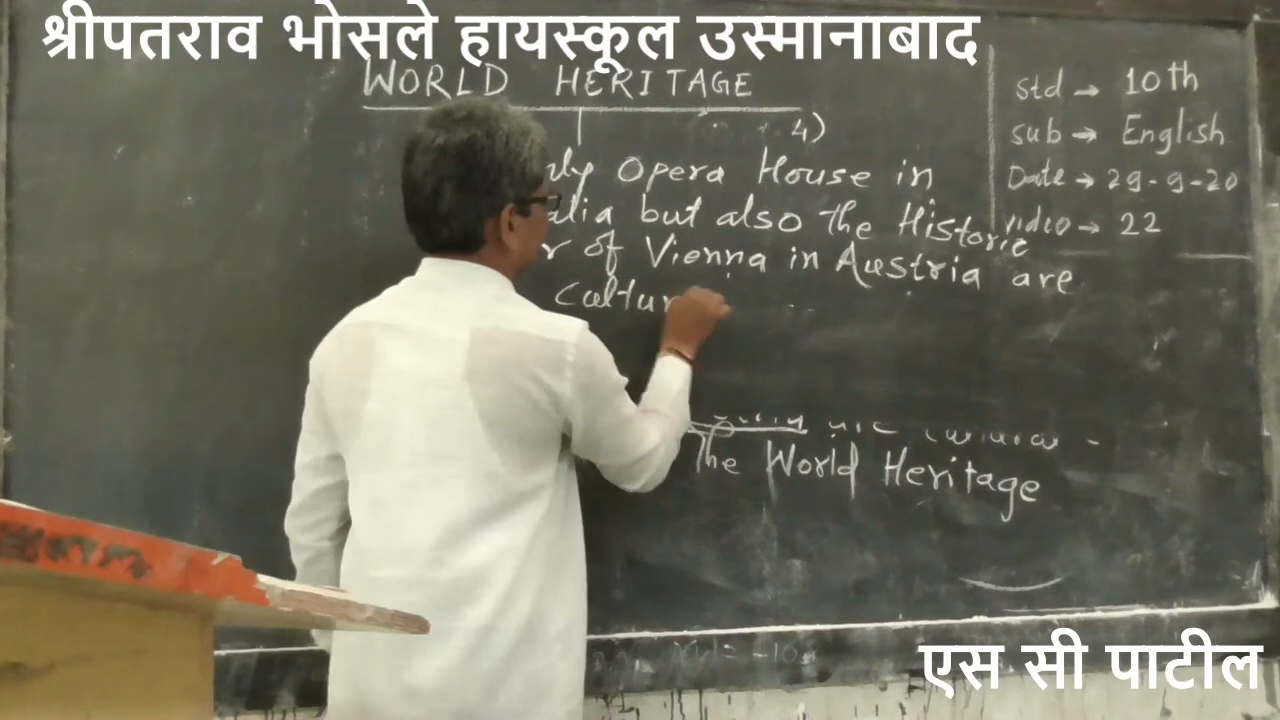 श्रीपतराव भोसले हायस्कूल उस्मानाबाद
WORLD HERITAGE
4)
Opera House in
but also the Historic
of Vienna in Austria are
The World Heritage
std → 10th
sub → English
Date → 29-9-20
video → 22
एस सी पाटील